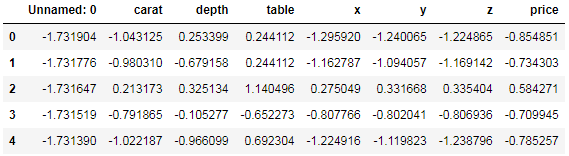 Unnamed: 0 carat depth table x y z price
0 -1.731904 -1.043125 0.253399 0.244112 -1.295920 -1.240065 -1.224865 -0.854851
1 -1.731776 -0.980310 -0.679158 0.244112 -1.162787 -1.094057 -1.169142 -0.734303
2 -1.731647 0.213173 0.325134 1.140496 0.275049 0.331668 0.335404 0.584271
3 -1.731519 -0.791865 -0.105277 -0.652273 -0.807766 -0.802041 -0.806936 -0.709945
4 -1.731390 -1.022187 -0.966099 0.692304 -1.224916 -1.119823 -1.238796 -0.785257